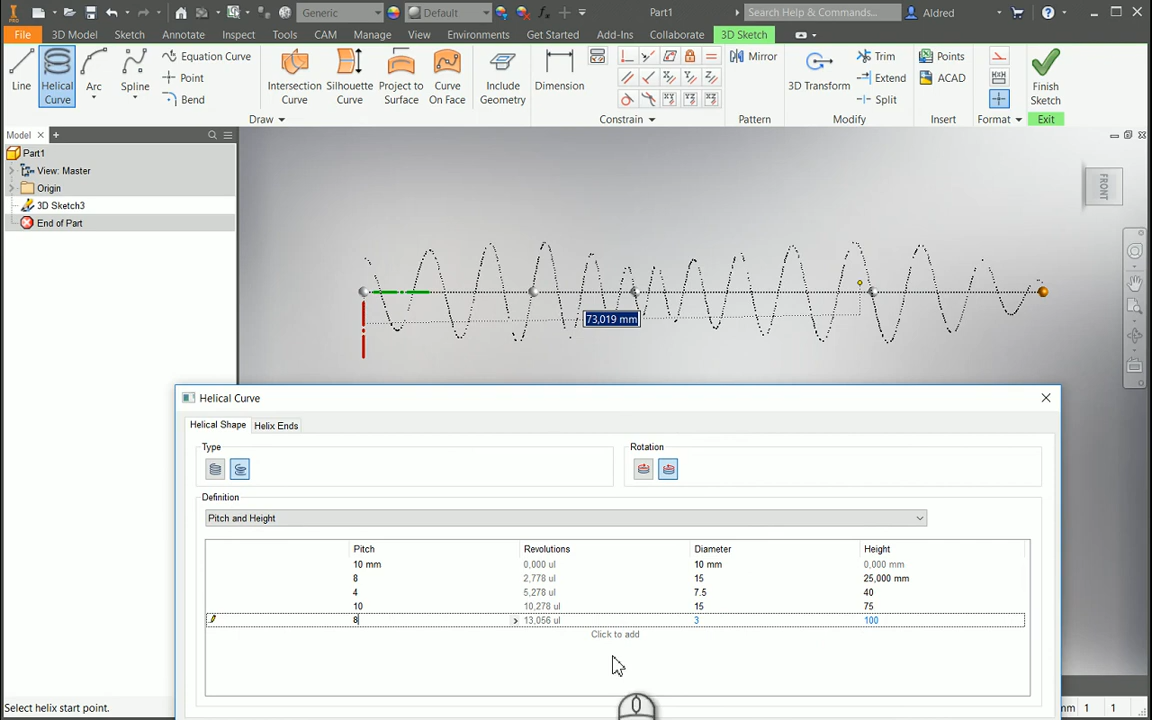 PRO
Generic
Default
Part1
Search Help & Commands...
Aldred
File
3D Model
Sketch
Annotate
Inspect
Tools
CAM
Manage
View
Environments
Get Started
Add-Ins
Collaborate
3D Sketch
Line
Helical
Curve
Arc
Spline
Equation Curve
Point
Bend
Draw
Intersection
Curve
Silhouette
Curve
Project to
Surface
Curve
On Face
Include
Geometry
Dimension
Constrain
Mirror
Pattern
3D Transform
Trim
Extend
Split
Modify
Points
ACAD
Insert
Format
Finish
Sketch
Exit
Model
Part1
View: Master
Origin
3D Sketch3
End of Part
FRONT
73,019 mm
Helical Curve
Helical Shape
Helix Ends
Type
Rotation
Definition
Pitch and Height
Pitch Revolutions Diameter Height
10 mm 0,000 ul 10 mm 0,000 mm
8 2,778 ul 15 25,000 mm
4 5,278 ul 7.5 40
10 10,278 ul 15 75
8 > 13,056 ul 3 100
Click to add
Select helix start point.
mm 1 1